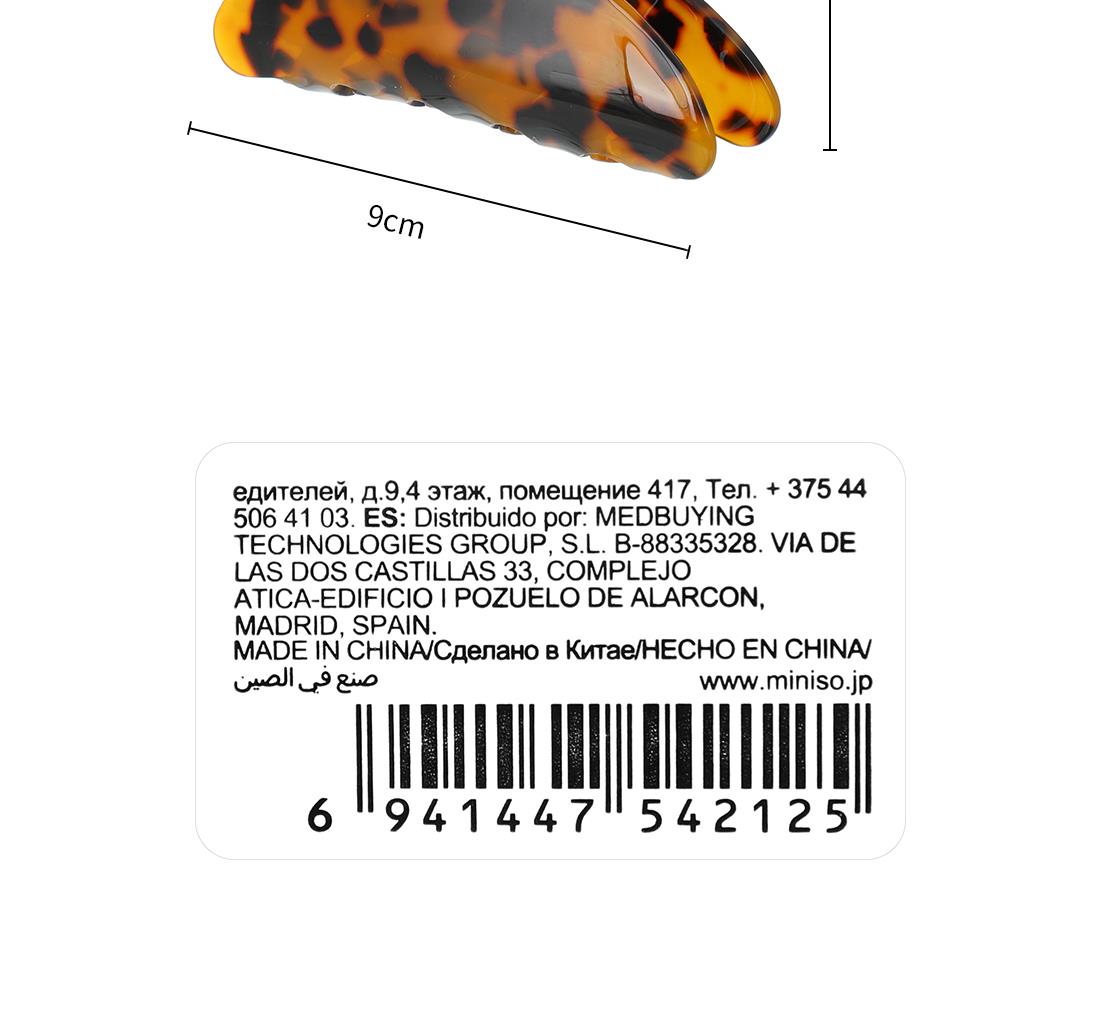 9cm
едителей, д.9,4 этаж, помещение 417, Тел. + 375 44
506 41 03. ES: Distribuido por: MEDBUYING
TECHNOLOGIES GROUP, S.L. B-88335328. VIA DE
LAS DOS CASTILLAS 33, COMPLEJO
ATICA-EDIFICIO I POZUELO DE ALARCON,
MADRID, SPAIN.
MADE IN CHINA/Сделано в Китае/HECHO EN CHINA/
صنع في الصين www.miniso.jp
6 941447 542125